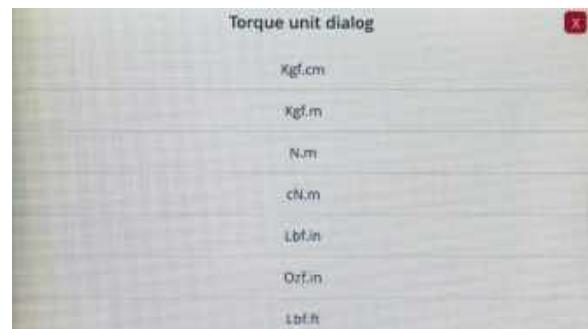 Torque unit dialog
X
Kgf.cm
Kgf.m
N.m
cN.m
Lbf.in
Ozf.in
Lbf.ft